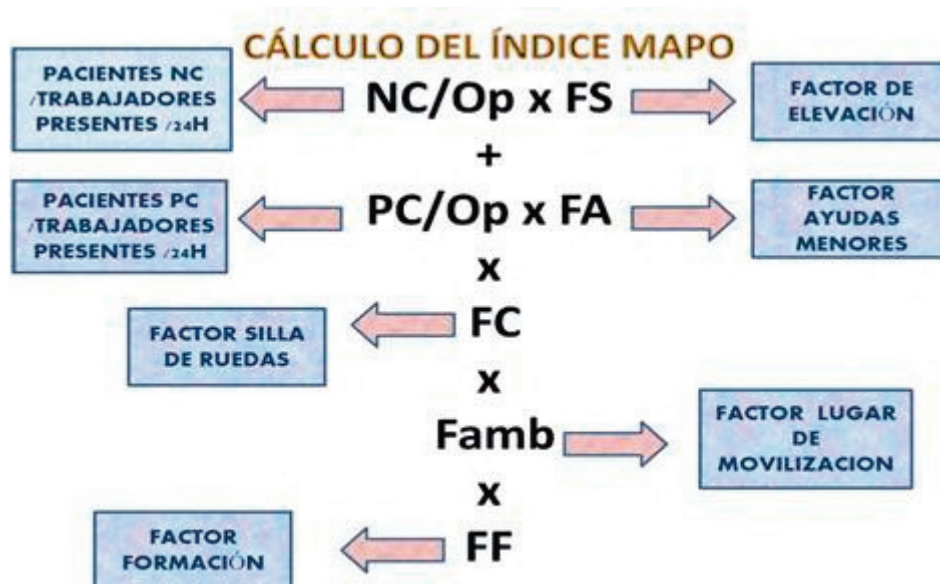 CÁLCULO DEL ÍNDICE MAPO
PACIENTES NC
/TRABAJADORES
PRESENTES /24H
NC/Op x FS
FACTOR DE
ELEVACIÓN
+
PACIENTES PC
/TRABAJADORES
PRESENTES /24H
PC/Op x FA
FACTOR
AYUDAS
MENORES
x
FACTOR SILLA
DE RUEDAS
FC
x
Famb
FACTOR LUGAR
DE
MOVILIZACION
x
FACTOR
FORMACIÓN
FF